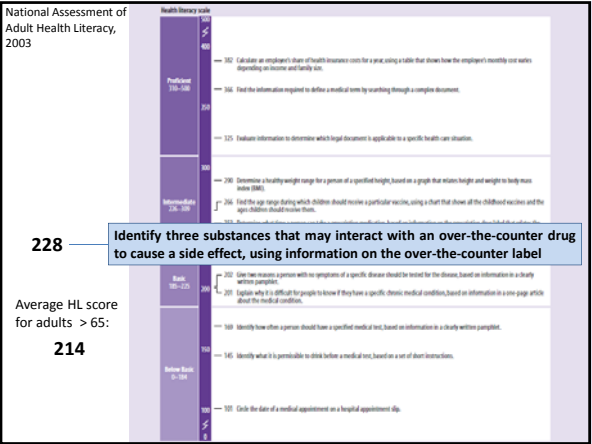 National Assessment of
Adult Health Literacy,
2003
Health literacy scale
500
400
382 Calculate an employee's share of health insurance costs for a year, using a table that shows how the employee's monthly cost varies
depending on income and family size.
Proficient
310–500
366 Find the information required to define a medical term by searching through a complex document.
350
325 Evaluate information to determine which legal document is applicable to a specific health care situation.
300
290 Determine a healthy weight range for a person of a specified height, based on a graph that relates height and weight to body mass
index (BMI).
Intermediate
226–309
266 Find the age range during which children should receive a particular vaccine, using a chart that shows all the childhood vaccines and the
ages children should receive them.
228
Identify three substances that may interact with an over-the-counter drug
to cause a side effect, using information on the over-the-counter label
Basic
185–225
200
202 Give two reasons a person with no symptoms of a specific disease should be tested for the disease, based on information in a clearly
written pamphlet.
201 Explain why it is difficult for people to know if they have a specific chronic medical condition, based on information in a one-page article
about the medical condition.
Average HL score
for adults > 65:
214
169 Identify how often a person should have a specified medical test, based on information in a clearly written pamphlet.
150
145 Identify what it is permissible to drink before a medical test, based on a set of short instructions.
Below Basic
0–184
100
101 Circle the date of a medical appointment on a hospital appointment slip.
0